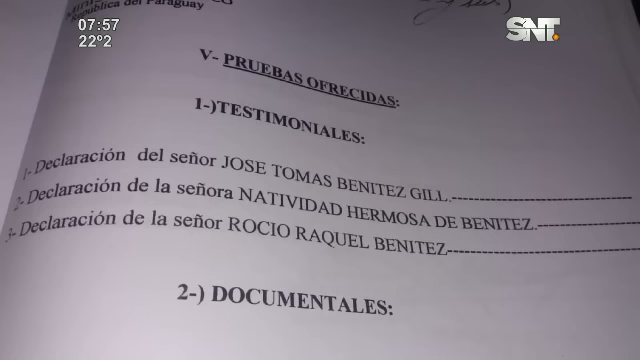 República del Paraguay
07:57
22°2
SNT.
V- PRUEBAS OFRECIDAS:
1-)TESTIMONIALES:
1- Declaración del señor JOSE TOMAS BENITEZ GILL.------------------------------
2- Declaración de la señora NATIVIDAD HERMOSA DE BENITEZ.------------------
3- Declaración de la señor ROCIO RAQUEL BENITEZ--------------------------------
2-) DOCUMENTALES: